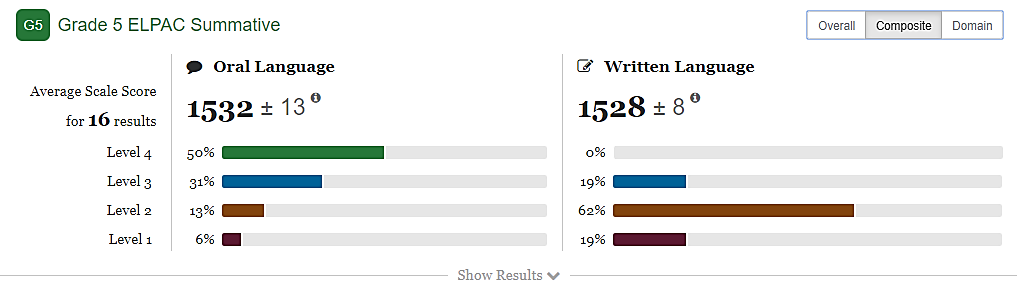 G5 Grade 5 ELPAC Summative
Overall Composite Domain
Oral Language
Written Language
Average Scale Score
for 16 results
1532 ± 13
1528 ± 8
Level 4 50% 0%
Level 3 31% 19%
Level 2 13% 62%
Level 1 6% 19%
Show Results